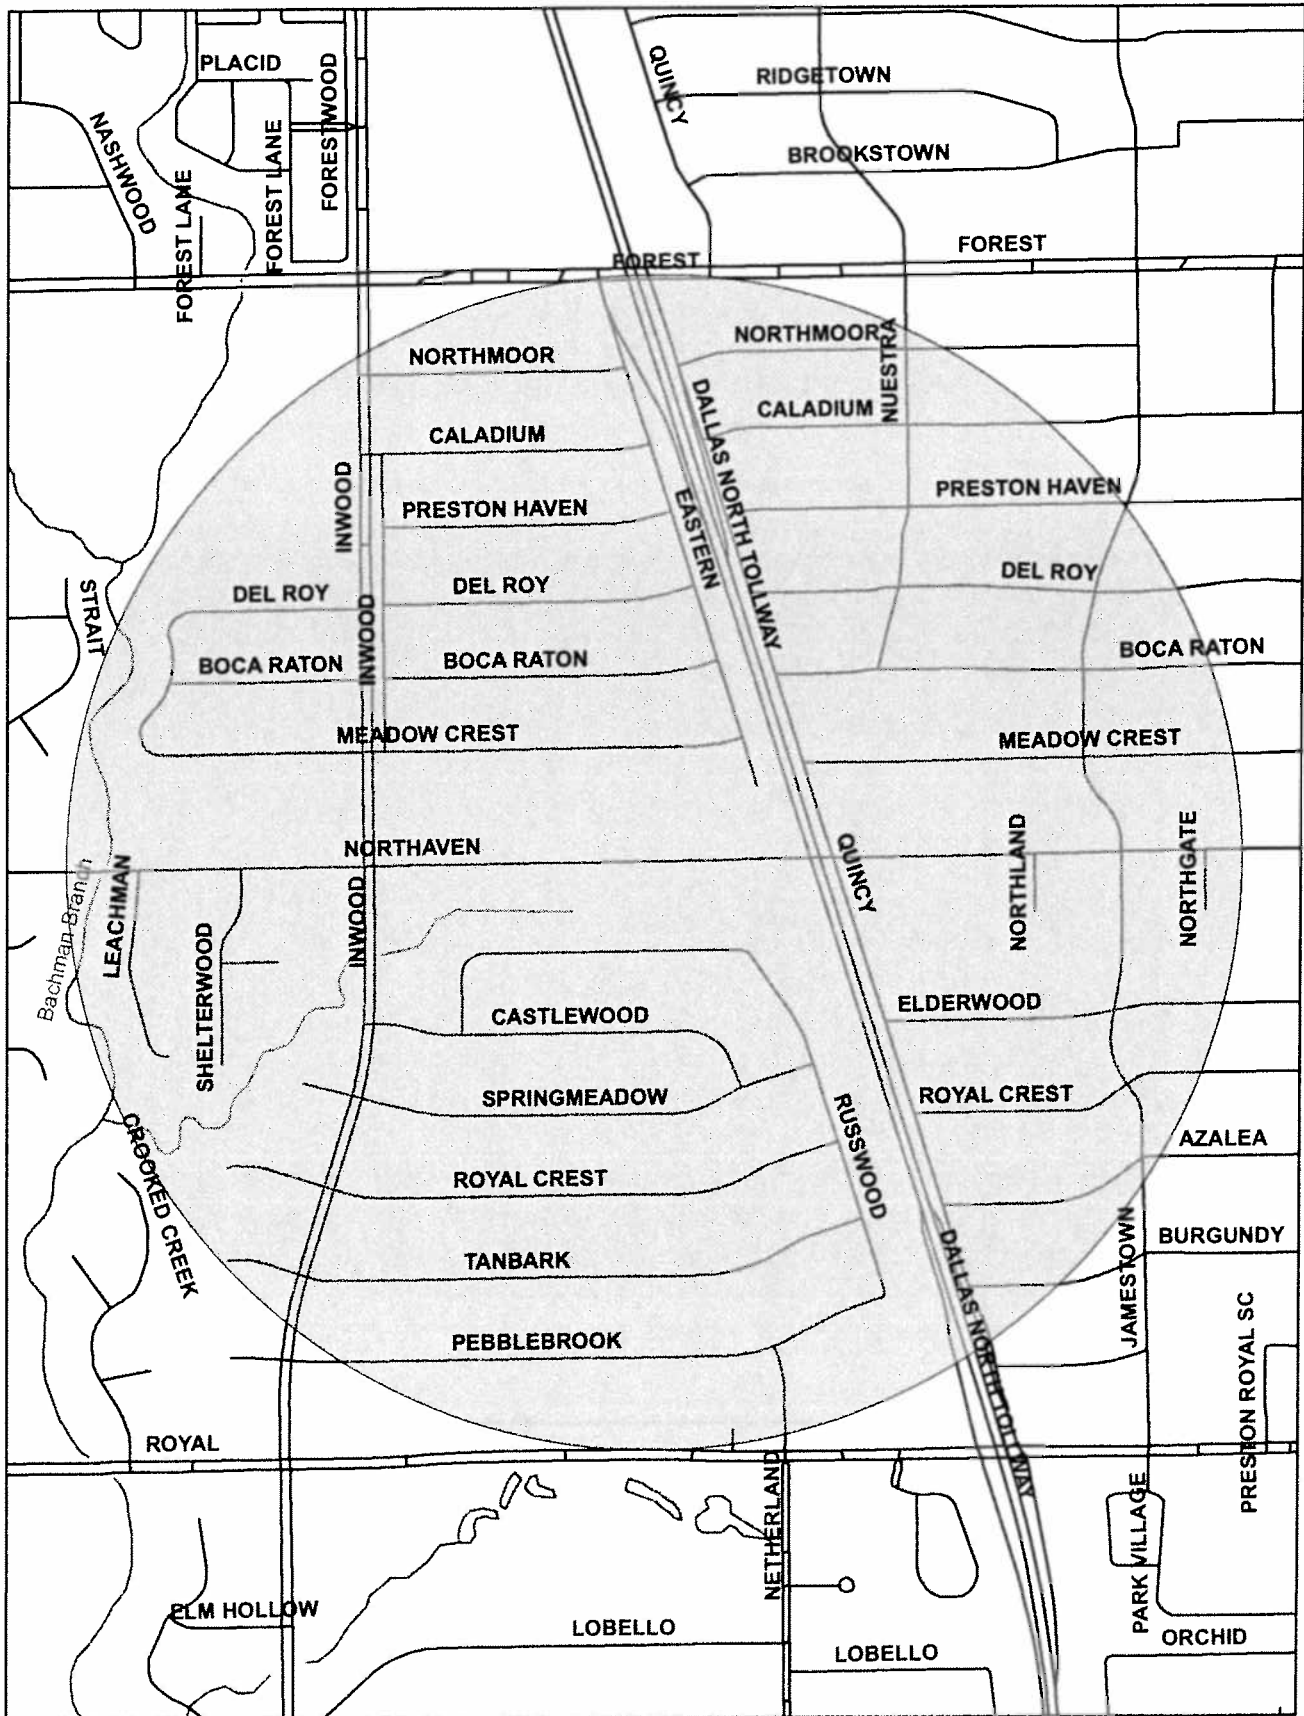 PLACID
QUINCY
RIDGETOWN
FORESTWOOD
NASHWOOD
BROOKSTOWN
FOREST LANE
FOREST LANE
FOREST
FOREST
NORTHMOOR
NORTHMOOR
NUESTRA
DALLAS NORTH TOLLWAY
CALADIUM
CALADIUM
INWOOD
PRESTON HAVEN
PRESTON HAVEN
EASTERN
STRAIT
DEL ROY
DEL ROY
DEL ROY
INWOOD
BOCA RATON
BOCA RATON
BOCA RATON
MEADOW CREST
MEADOW CREST
NORTHAVEN
QUINCY
NORTHLAND
NORTHGATE
Bachman Branch
LEACHMAN
SHELTERWOOD
INWOOD
CASTLEWOOD
ELDERWOOD
SPRINGMEADOW
ROYAL CREST
RUSSWOOD
CROOKED CREEK
AZALEA
ROYAL CREST
JAMESTOWN
BURGUNDY
TANBARK
DALLAS NORTH TOLLWAY
PEBBLEBROOK
PRESTON ROYAL SC
ROYAL
NETHERLAND
PARK VILLAGE
ELM HOLLOW
LOBELLO
LOBELLO
ORCHID